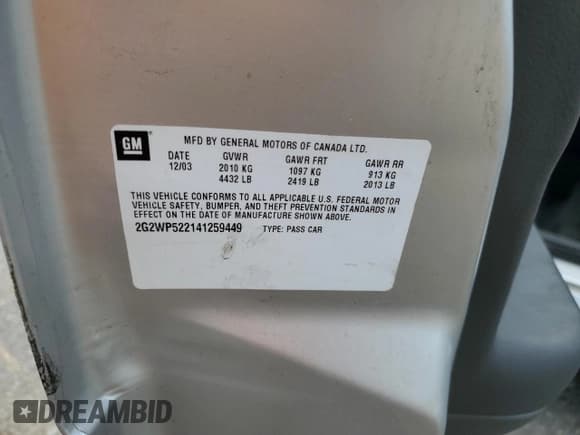 GM
MFD BY GENERAL MOTORS OF CANADA LTD.
DATE GVWR GAWR FRT GAWR RR
12/03 2010 KG 1097 KG 913 KG
4432 LB 2419 LB 2013 LB
THIS VEHICLE CONFORMS TO ALL APPLICABLE U.S. FEDERAL MOTOR
VEHICLE SAFETY, BUMPER, AND THEFT PREVENTION STANDARDS IN
EFFECT ON THE DATE OF MANUFACTURE SHOWN ABOVE.
2G2WP522141259449 TYPE: PASS CAR
DREAMBID